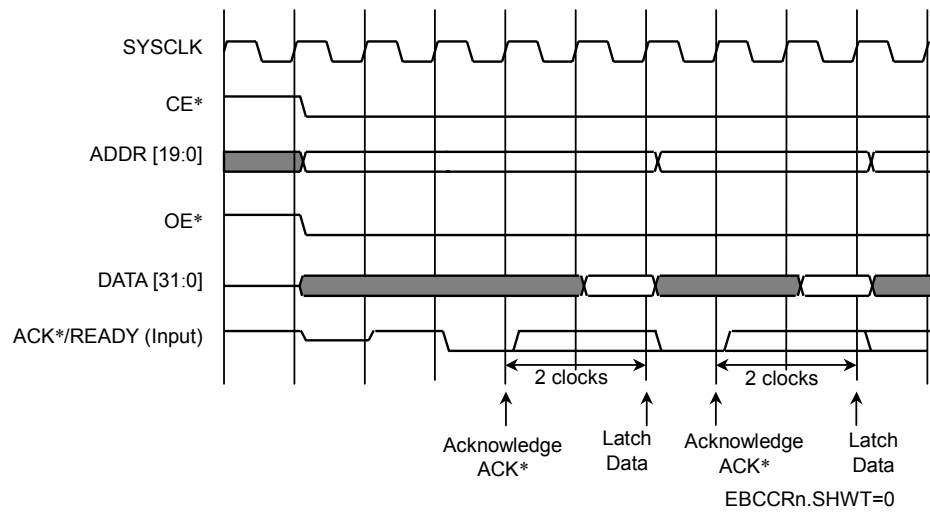 SYSCLK
CE*
ADDR [19:0]
OE*
DATA [31:0]
ACK*/READY (Input)
2 clocks
2 clocks
Acknowledge
ACK*
Latch
Data
Acknowledge
ACK*
Latch
Data
EBCCRn.SHWT=0